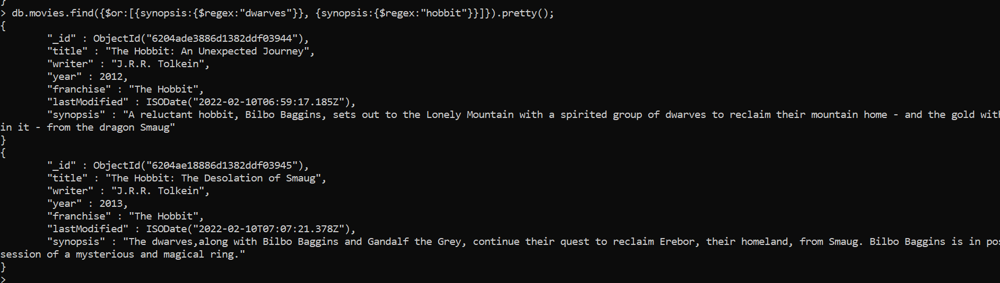 }
> db.movies.find({$or:[{synopsis:{$regex:"dwarves"}}, {synopsis:{$regex:"hobbit"}}]}).pretty();
{
        "_id" : ObjectId("6204ade3886d1382ddf03944"),
        "title" : "The Hobbit: An Unexpected Journey",
        "writer" : "J.R.R. Tolkein",
        "year" : 2012,
        "franchise" : "The Hobbit",
        "lastModified" : ISODate("2022-02-10T06:59:17.185Z"),
        "synopsis" : "A reluctant hobbit, Bilbo Baggins, sets out to the Lonely Mountain with a spirited group of dwarves to reclaim their mountain home - and the gold with
in it - from the dragon Smaug"
}
{
        "_id" : ObjectId("6204ae18886d1382ddf03945"),
        "title" : "The Hobbit: The Desolation of Smaug",
        "writer" : "J.R.R. Tolkein",
        "year" : 2013,
        "franchise" : "The Hobbit",
        "lastModified" : ISODate("2022-02-10T07:07:21.378Z"),
        "synopsis" : "The dwarves,along with Bilbo Baggins and Gandalf the Grey, continue their quest to reclaim Erebor, their homeland, from Smaug. Bilbo Baggins is in pos
session of a mysterious and magical ring."
}
>